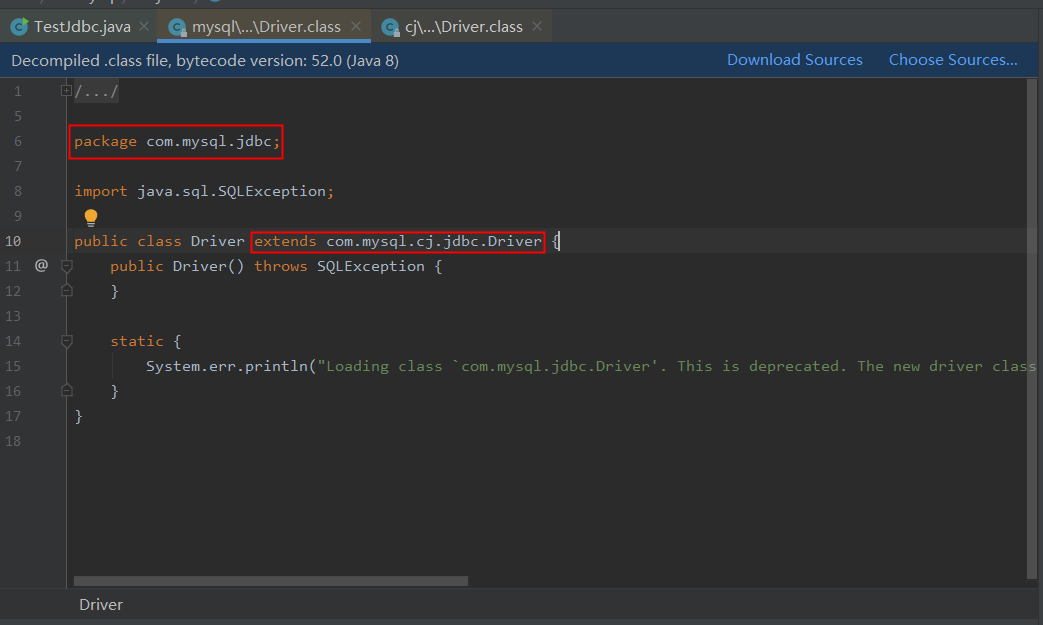 TestJdbc.java
mysql\...\Driver.class
cj\...\Driver.class
Decompiled .class file, bytecode version: 52.0 (Java 8)
Download Sources
Choose Sources...
1 /.../
5
6 package com.mysql.jdbc;
7
8 import java.sql.SQLException;
9
10 public class Driver extends com.mysql.cj.jdbc.Driver {
11 @ public Driver() throws SQLException {
12 }
13
14 static {
15 System.err.println("Loading class `com.mysql.jdbc.Driver'. This is deprecated. The new driver class
16 }
17 }
18
Driver